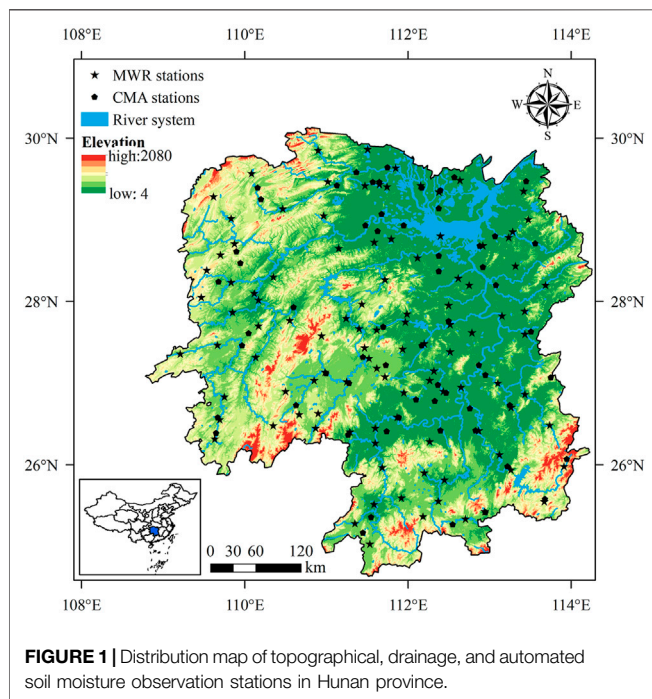 108°E 110°E 112°E 114°E
MWR stations
CMA stations
River system
Elevation
high:2080
low: 4
N
W E
S
30°N 30°N
28°N 28°N
26°N 26°N
0 30 60 120
km
108°E 110°E 112°E 114°E
FIGURE 1 | Distribution map of topographical, drainage, and automated
soil moisture observation stations in Hunan province.